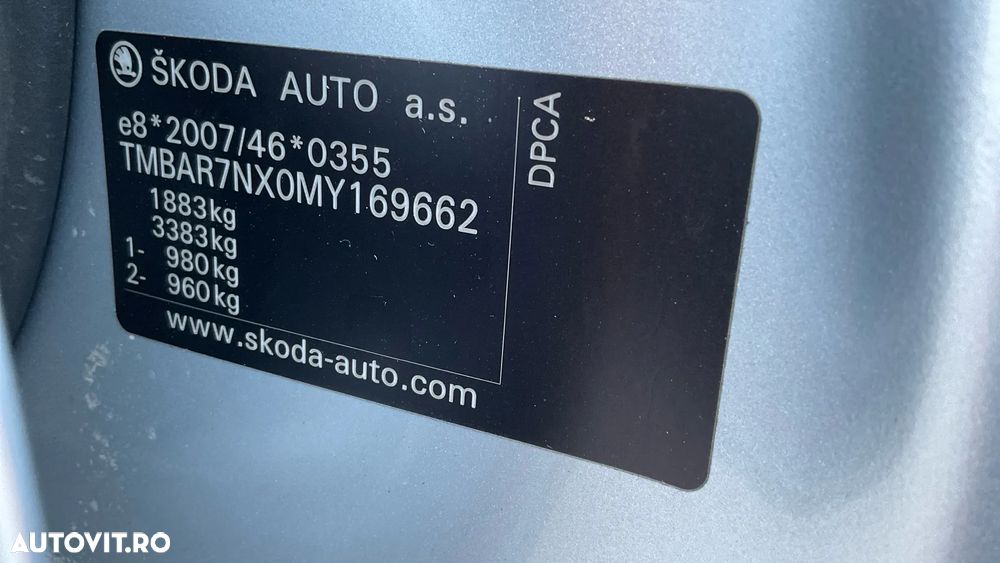 ŠKODA AUTO a.s.
e8*2007/46*0355
TMBAR7NX0MY169662
1883kg
3383kg
1- 980kg
2- 960kg
www.skoda-auto.com
DPCA
AUTOVIT.RO